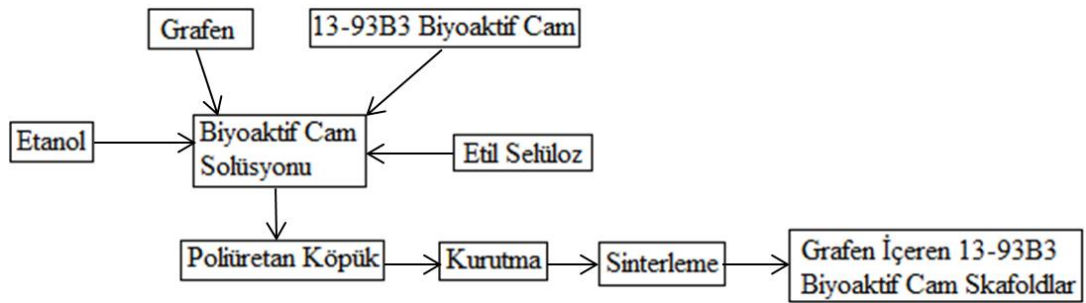 Grafen
13-93B3 Biyoaktif Cam
Etanol
Biyoaktif Cam
Solüsyonu
Etil Selüloz
Poliüretan Köpük
Kurutma
Sinterleme
Grafen İçeren 13-93B3
Biyoaktif Cam Skafoldlar